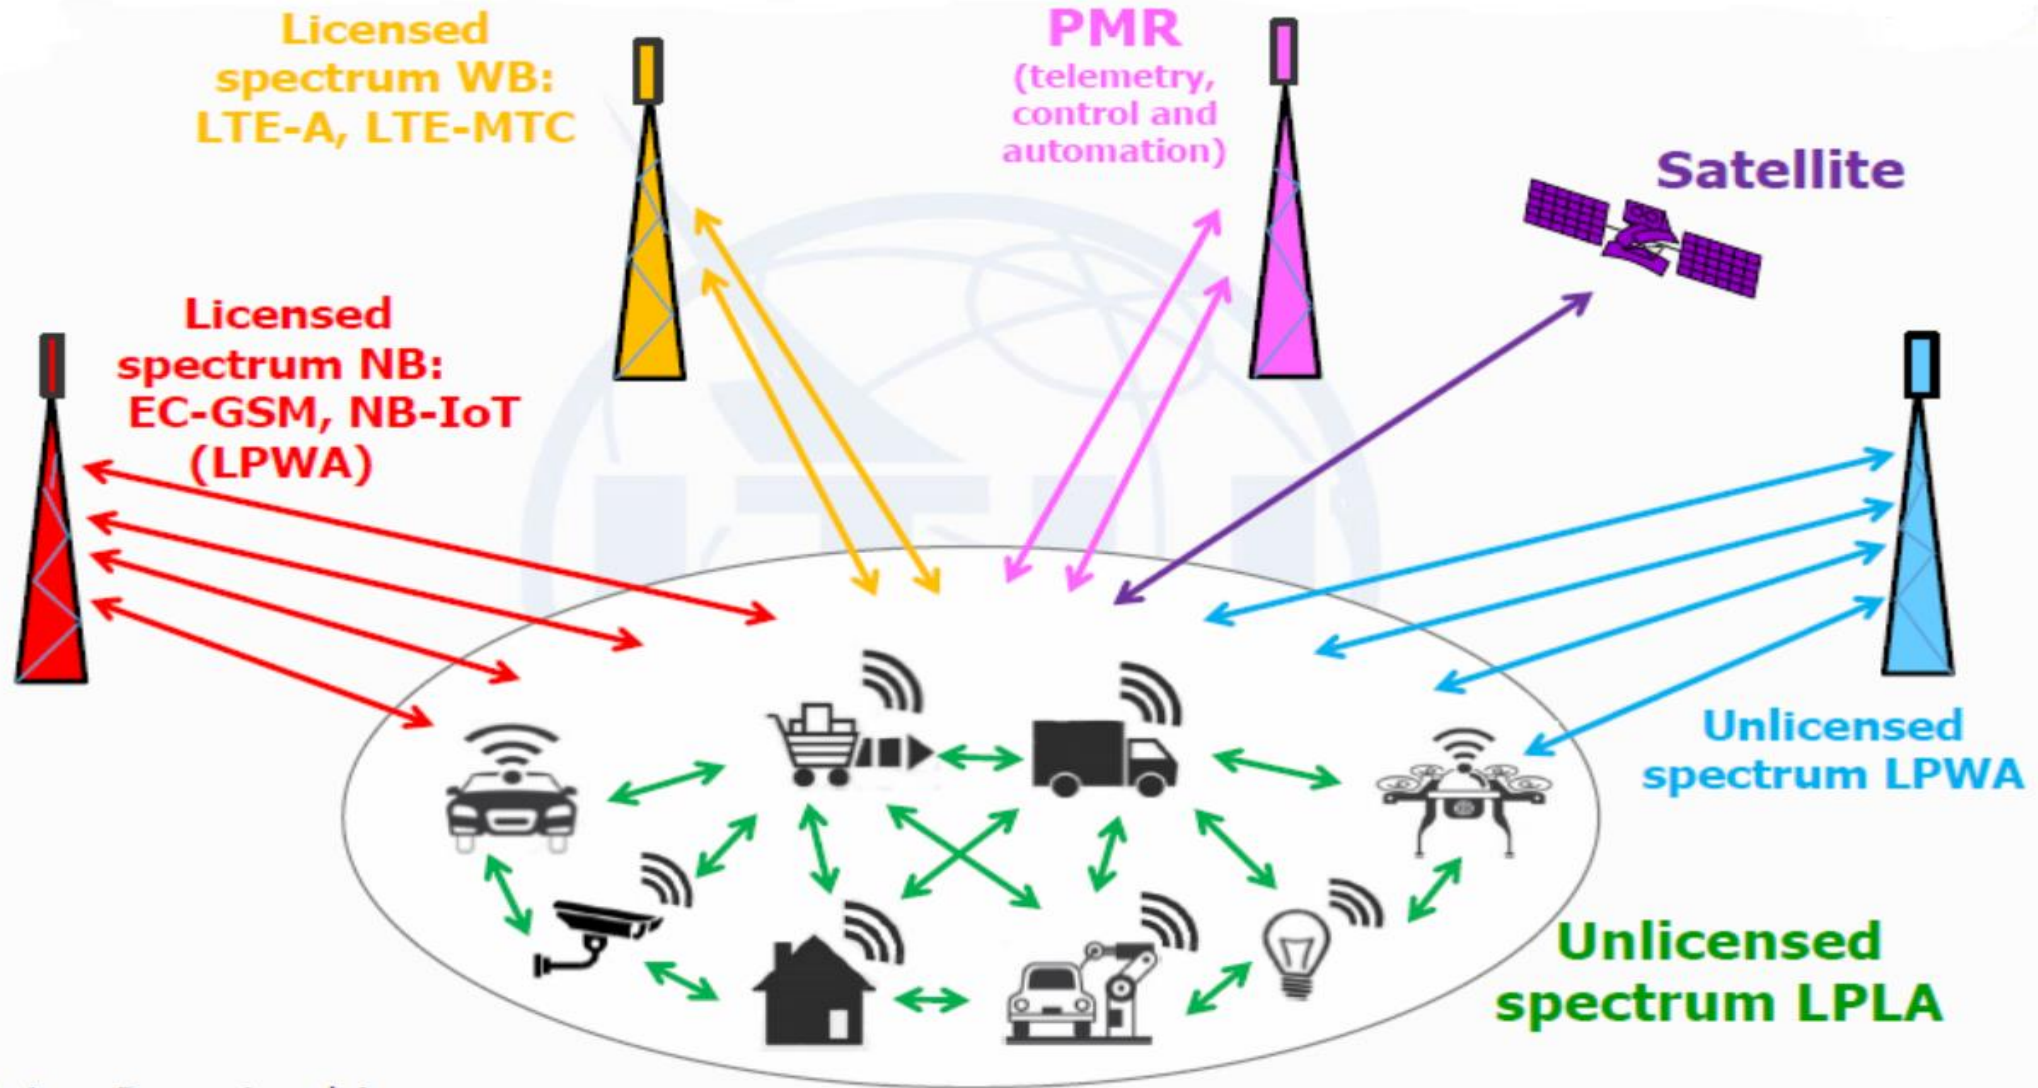 Licensed
spectrum WB:
LTE-A, LTE-MTC
PMR
(telemetry,
control and
automation)
Satellite
Licensed
spectrum NB:
EC-GSM, NB-IoT
(LPWA)
ITU
Unlicensed
spectrum LPWA
Unlicensed
spectrum LPLA